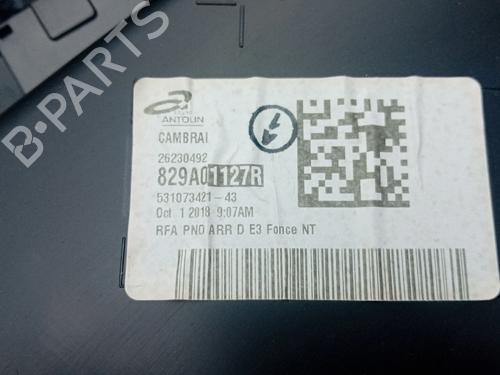 ANTOLIN
CAMBRAI
26230492
829A01127R
531073421-43
Oct 1 2018 9:07AM
RFA PNO ARR D E3 Fonce NT
B-PARTS